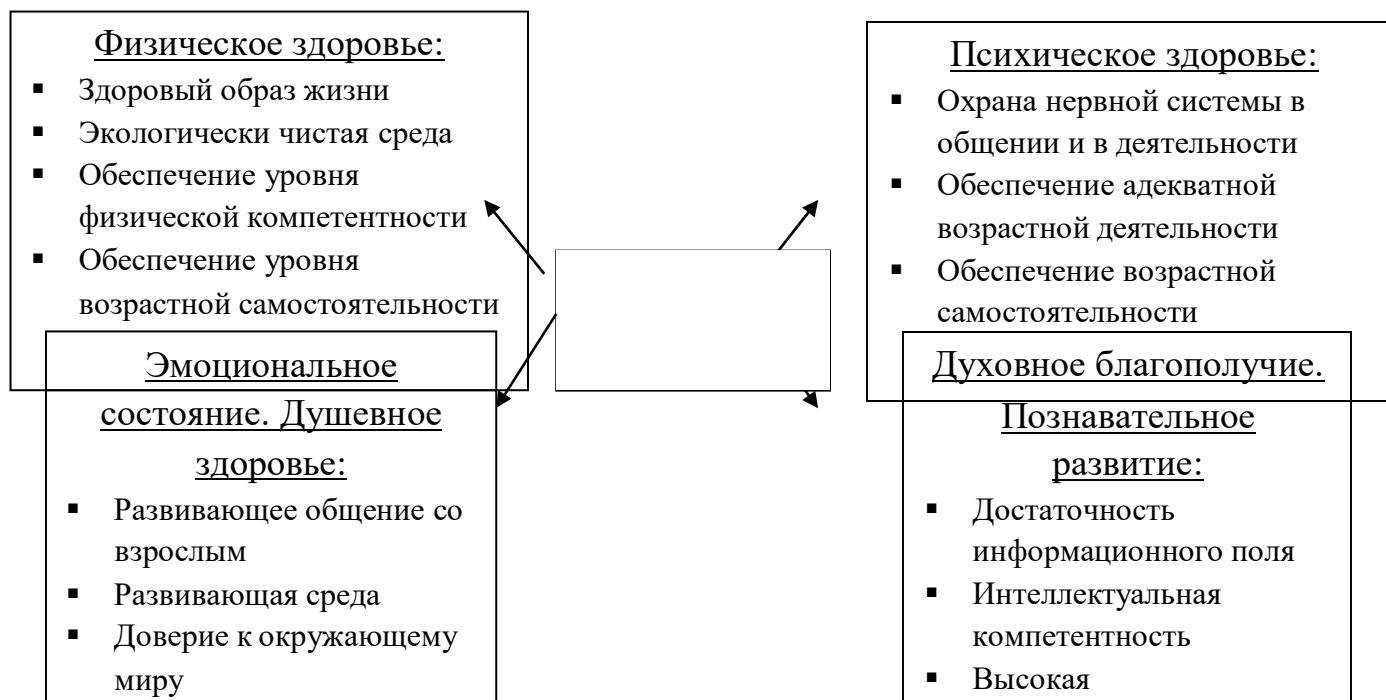 Физическое здоровье:
▪ Здоровый образ жизни
▪ Экологически чистая среда
▪ Обеспечение уровня
физической компетентности
▪ Обеспечение уровня
возрастной самостоятельности
Психическое здоровье:
▪ Охрана нервной системы в
общении и в деятельности
▪ Обеспечение адекватной
возрастной деятельности
▪ Обеспечение возрастной
самостоятельности
Эмоциональное
состояние. Душевное
здоровье:
▪ Развивающее общение со
взрослым
▪ Развивающая среда
▪ Доверие к окружающему
миру
Духовное благополучие.
Познавательное
развитие:
▪ Достаточность
информационного поля
▪ Интеллектуальная
компетентность
▪ Высокая